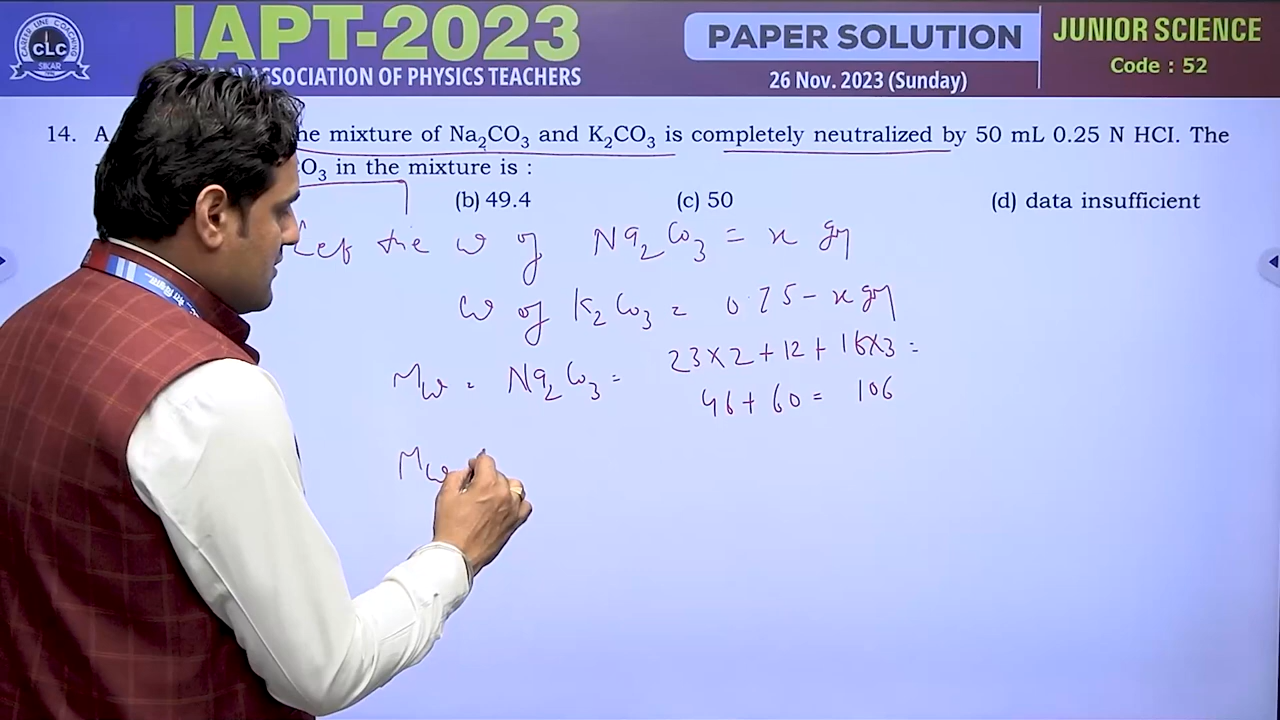 CAREER LINE COACHING
CLC
SIKAR
IAPT-2023
ASSOCIATION OF PHYSICS TEACHERS
PAPER SOLUTION
26 Nov. 2023 (Sunday)
JUNIOR SCIENCE
Code : 52
14. A he mixture of Na₂CO₃ and K₂CO₃ is completely neutralized by 50 mL 0.25 N HCl. The
O₃ in the mixture is :
(b) 49.4 (c) 50 (d) data insufficient
Let the w of Na₂CO₃ = x gm
w of K₂CO₃ = 0.75 - x gm
Mw = Na₂CO₃ = 23×2+12+16×3 =
46+60 = 106
Mw